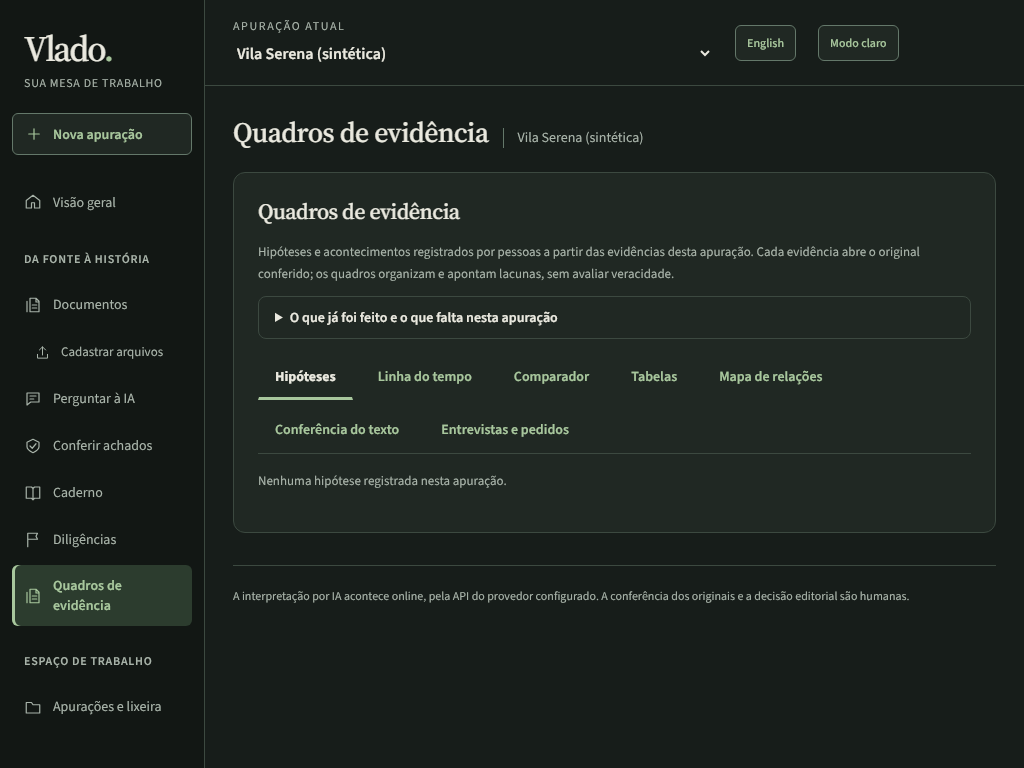 Vlado.
SUA MESA DE TRABALHO
Nova apuração
Visão geral
DA FONTE À HISTÓRIA
Documentos
Cadastrar arquivos
Perguntar à IA
Conferir achados
Caderno
Diligências
Quadros de
evidência
ESPAÇO DE TRABALHO
Apurações e lixeira
APURAÇÃO ATUAL
Vila Serena (sintética)
English
Modo claro
Quadros de evidência
Vila Serena (sintética)
Quadros de evidência
Hipóteses e acontecimentos registrados por pessoas a partir das evidências desta apuração. Cada evidência abre o original
conferido; os quadros organizam e apontam lacunas, sem avaliar veracidade.
O que já foi feito e o que falta nesta apuração
Hipóteses
Linha do tempo
Comparador
Tabelas
Mapa de relações
Conferência do texto
Entrevistas e pedidos
Nenhuma hipótese registrada nesta apuração.
A interpretação por IA acontece online, pela API do provedor configurado. A conferência dos originais e a decisão editorial são humanas.